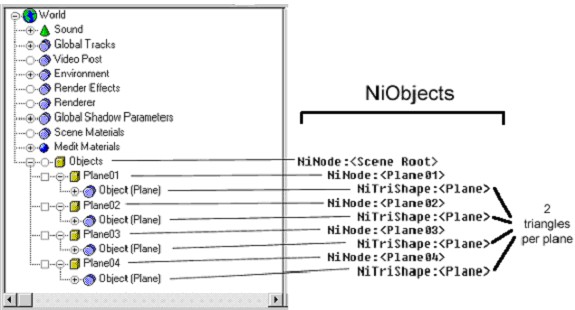 World
Sound
Global Tracks
Video Post
Environment
Render Effects
Renderer
Global Shadow Parameters
Scene Materials
Medit Materials
Objects
Plane01
Object (Plane)
Plane02
Object (Plane)
Plane03
Object (Plane)
Plane04
Object (Plane)
NiObjects
NiNode:<Scene Root>
NiNode:<Plane01>
NiTriShape:<Plane>
NiNode:<Plane02>
NiTriShape:<Plane>
NiNode:<Plane03>
NiTriShape:<Plane>
NiNode:<Plane04>
NiTriShape:<Plane>
2
triangles
per plane